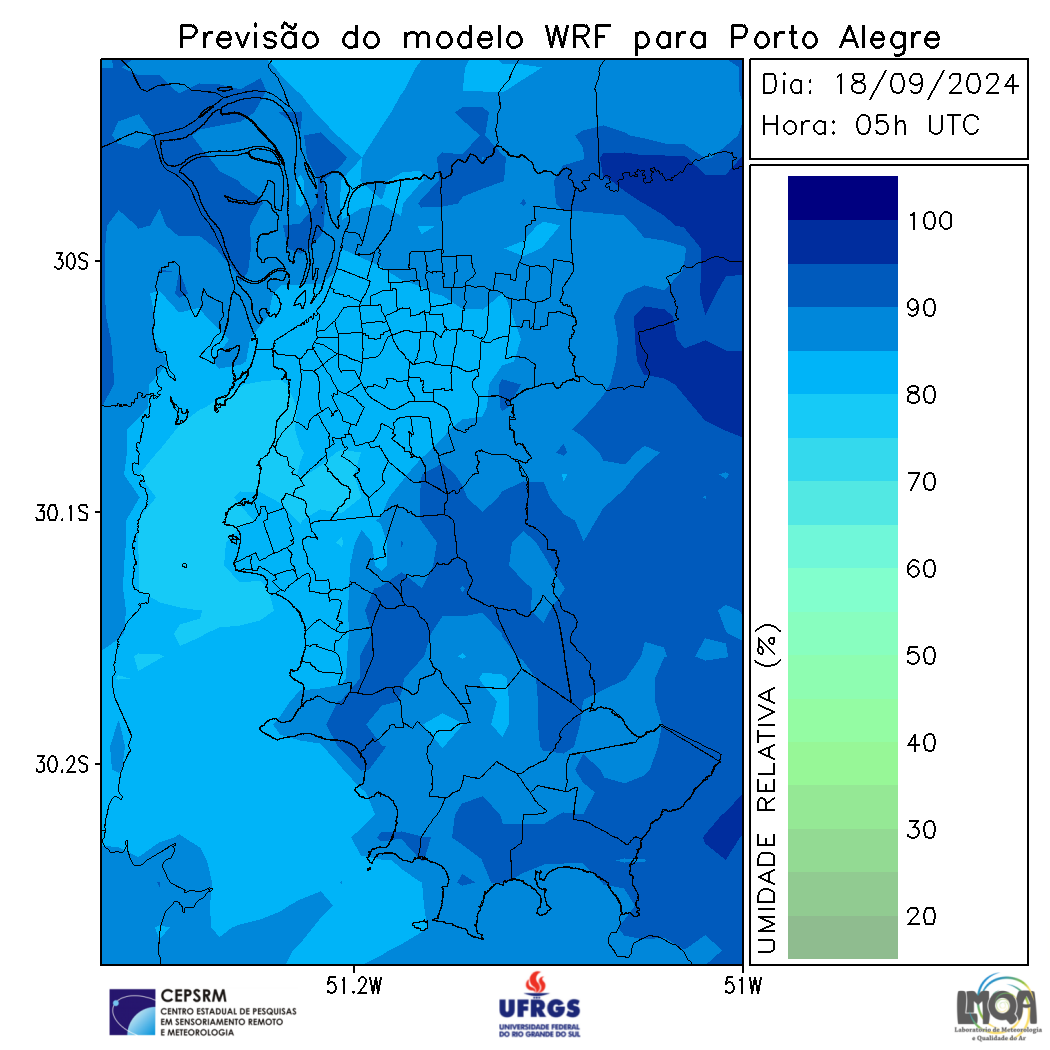 Previsão do modelo WRF para Porto Alegre
Dia: 18/09/2024
Hora: 05h UTC
30S
30.1S
30.2S
51.2W
51W
100
90
80
70
60
50
40
30
20
UMIDADE RELATIVA (%)
CEPSRM
CENTRO ESTADUAL DE PESQUISAS
EM SENSORIAMENTO REMOTO
E METEOROLOGIA
UFRGS
UNIVERSIDADE FEDERAL
DO RIO GRANDE DO SUL
LMQA
Laboratório de Meteorologia
e Qualidade do Ar